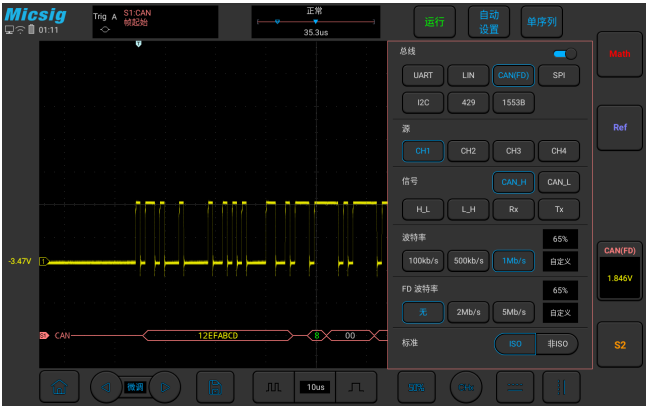 Micsig
01:11
Trig A S1:CAN
帧起始
正常
35.3us
运行
自动
设置
单序列
总线
UART LIN CAN(FD) SPI
I2C 429 1553B
源
CH1 CH2 CH3 CH4
信号 CAN_H CAN_L
H_L L_H Rx Tx
波特率 65%
100kb/s 500kb/s 1Mb/s 自定义
FD 波特率 65%
无 2Mb/s 5Mb/s 自定义
标准 ISO 非ISO
Math
Ref
CAN(FD)
1.846V
S2
-3.47V 1
CAN 12EFABCD 8 00
微调
10us
50%